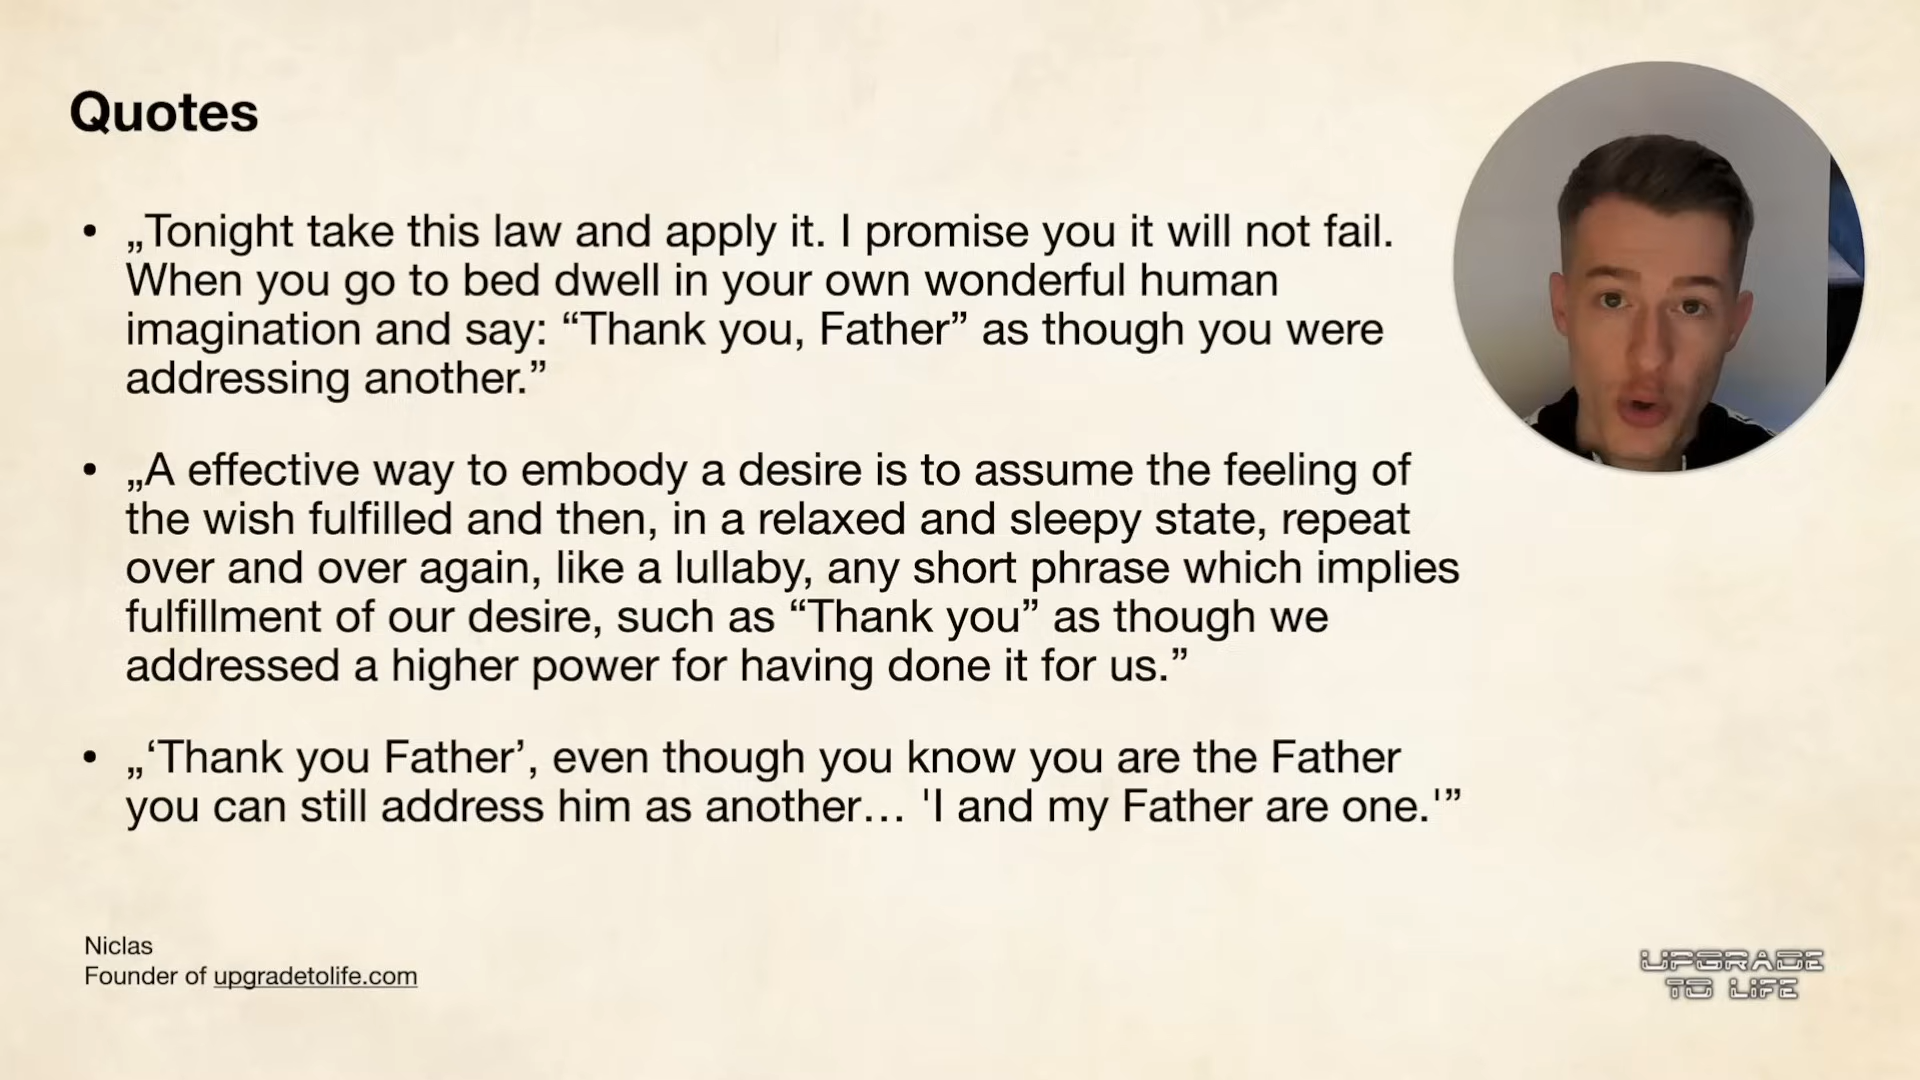 Quotes
• „Tonight take this law and apply it. I promise you it will not fail.
When you go to bed dwell in your own wonderful human
imagination and say: “Thank you, Father” as though you were
addressing another.”
• „A effective way to embody a desire is to assume the feeling of
the wish fulfilled and then, in a relaxed and sleepy state, repeat
over and over again, like a lullaby, any short phrase which implies
fulfillment of our desire, such as “Thank you” as though we
addressed a higher power for having done it for us.”
• „‘Thank you Father’, even though you know you are the Father
you can still address him as another… 'I and my Father are one.'”
Niclas
Founder of upgradetolife.com
UPGRADE
TO LIFE